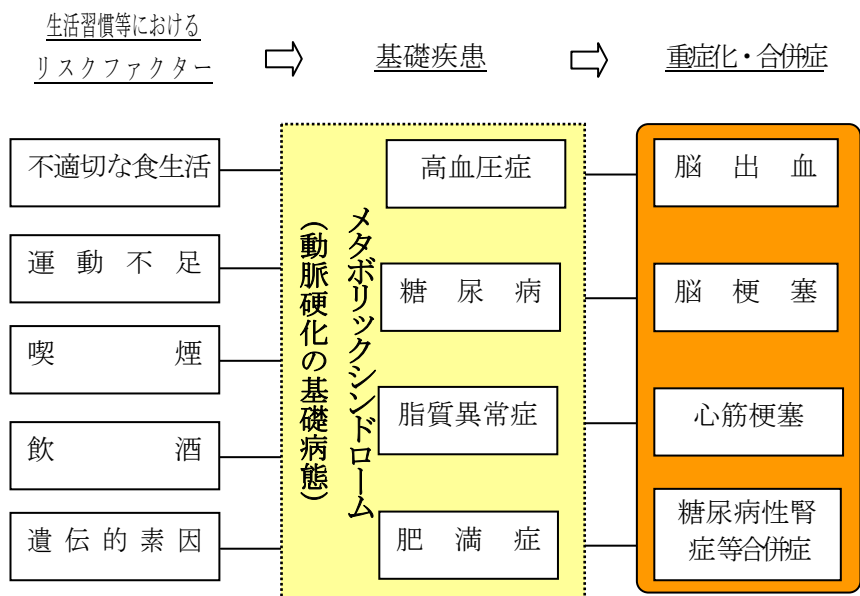 生活習慣等における
リスクファクター
基礎疾患
重症化・合併症
不適切な食生活
運動不足
喫煙
飲酒
遺伝的素因
メタボリックシンドローム
(動脈硬化の基礎病態)
高血圧症
糖尿病
脂質異常症
肥満症
脳出血
脳梗塞
心筋梗塞
糖尿病性腎
症等合併症